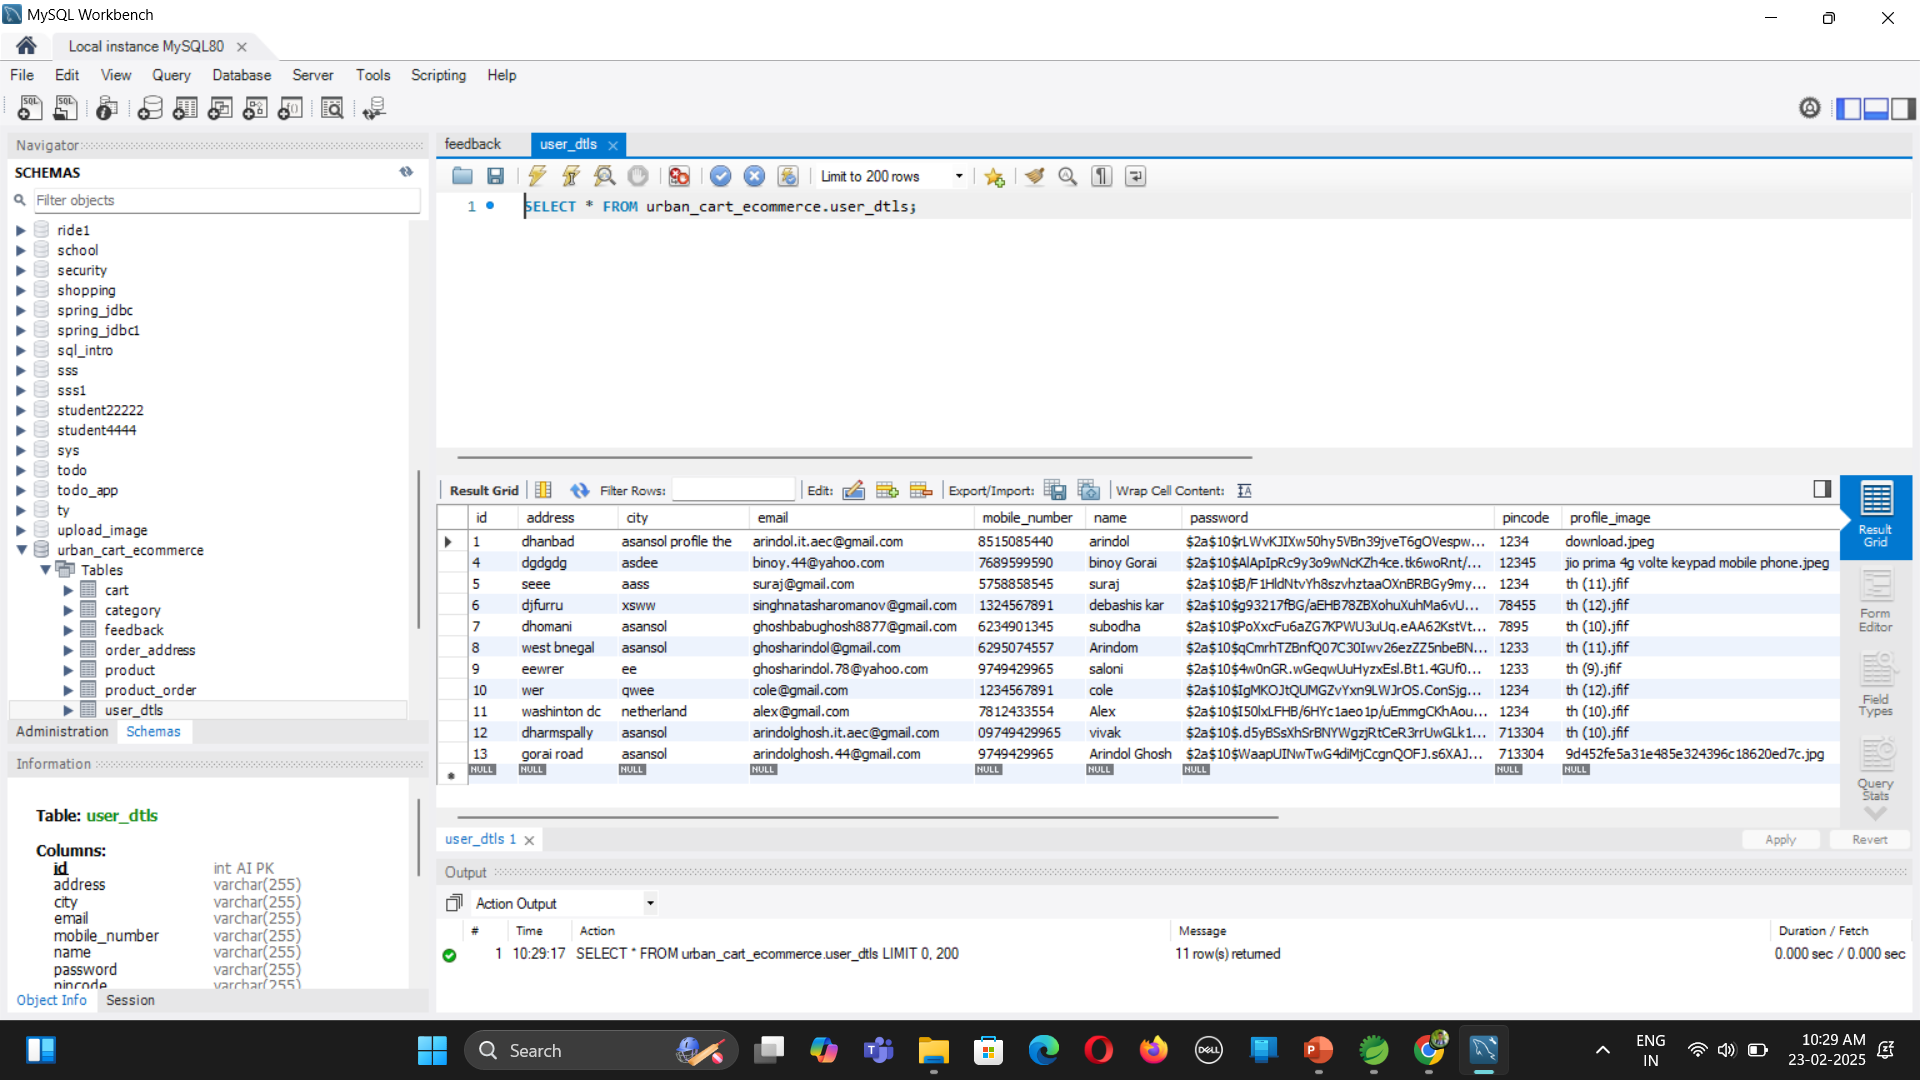 MySQL Workbench
Local instance MySQL80
File Edit View Query Database Server Tools Scripting Help
Navigator
SCHEMAS
Filter objects
ride1
school
security
shopping
spring_jdbc
spring_jdbc1
sql_intro
sss
sss1
student22222
student4444
sys
todo
todo_app
ty
upload_image
urban_cart_ecommerce
Tables
cart
category
feedback
order_address
product
product_order
user_dtls
Administration Schemas
Information
Table: user_dtls
Columns:
id int AI PK
address varchar(255)
city varchar(255)
email varchar(255)
mobile_number varchar(255)
name varchar(255)
password varchar(255)
pincode varchar(255)
Object Info Session
feedback user_dtls
Limit to 200 rows
1 SELECT * FROM urban_cart_ecommerce.user_dtls;
Result Grid Filter Rows: Edit: Export/Import: Wrap Cell Content:
id address city email mobile_number name password pincode profile_image
1 dhanbad asansol profile the arindol.it.aec@gmail.com 8515085440 arindol $2a$10$rLWvKJIXw50hy5VBn39jveT6gOVespw... 1234 download.jpeg
4 dgdgdg asdee binoy.44@yahoo.com 7689599590 binoy Gorai $2a$10$AlApIpRc9y3o9wNcKZh4ce.tk6woRnt/... 12345 jio prima 4g volte keypad mobile phone.jpeg
5 seee aass suraj@gmail.com 5758858545 suraj $2a$10$B/F1HldNtvYh8szvhztaaOXnBRBGy9my... 1234 th (11).jfif
6 djfurru xsww singhnatasharomanov@gmail.com 1324567891 debashis kar $2a$10$g93217fBG/aEHB78ZBXohuXuhMa6vU... 78455 th (12).jfif
7 dhomani asansol ghoshbabughosh8877@gmail.com 6234901345 subodha $2a$10$PoXxcFu6aZG7KPWU3uUq.eAA62KstVt... 7895 th (10).jfif
8 west bnegal asansol ghosharindol@gmail.com 6295074557 Arindom $2a$10$qCmrhTZBnfQ07C30Iwv26ezZZ5nbeBN... 1233 th (11).jfif
9 eewrer ee ghosharindol.78@yahoo.com 9749429965 saloni $2a$10$4w0nGR.wGeqwUuHyzxEsl.Bt1.4GUf0... 1233 th (9).jfif
10 wer qwee cole@gmail.com 1234567891 cole $2a$10$IgMKOJtQUMGZvYxn9LWJrOS.ConSjg... 1234 th (12).jfif
11 washinton dc netherland alex@gmail.com 7812433554 Alex $2a$10$I50lxLFHB/6HYc1aeo1p/uEmmgCKhAou... 1234 th (10).jfif
12 dharmspally asansol arindolghosh.it.aec@gmail.com 09749429965 vivak $2a$10$.d5yBSsXhSrBNYWgzjRtCeR3rrUwGLk1... 713304 th (10).jfif
13 gorai road asansol arindolghosh.44@gmail.com 9749429965 Arindol Ghosh $2a$10$WaapUINwTwG4diMjCcgnQOFJ.s6XAJ... 713304 9d452fe5a31e485e324396c18620ed7c.jpg
NULL NULL NULL NULL NULL NULL NULL NULL NULL
Result Grid
Form Editor
Field Types
Query Stats
user_dtls 1 Apply Revert
Output
Action Output
# Time Action Message Duration / Fetch
1 10:29:17 SELECT * FROM urban_cart_ecommerce.user_dtls LIMIT 0, 200 11 row(s) returned 0.000 sec / 0.000 sec
Search
ENG
IN
10:29 AM
23-02-2025